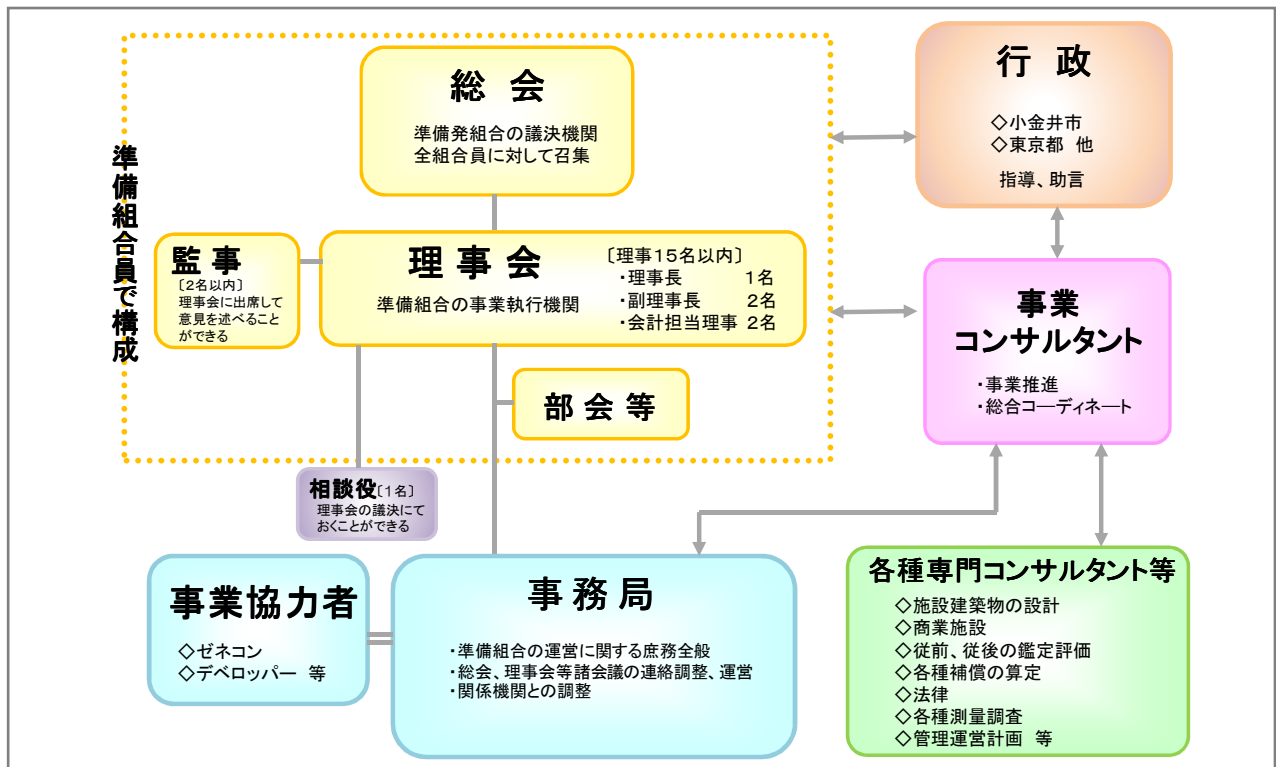 準備組合員で構成
総会
準備発組合の議決機関
全組合員に対して召集
監事
〔2名以内〕
理事会に出席して
意見を述べること
ができる
理事会
準備組合の事業執行機関
〔理事15名以内〕
・理事長 1名
・副理事長 2名
・会計担当理事 2名
部会等
相談役〔1名〕
理事会の議決にて
おくことができる
行政
◇小金井市
◇東京都 他
指導、助言
事業
コンサルタント
・事業推進
・総合コーディネート
事業協力者
◇ゼネコン
◇デベロッパー 等
事務局
・準備組合の運営に関する庶務全般
・総会、理事会等諸会議の連絡調整、運営
・関係機関との調整
各種専門コンサルタント等
◇施設建築物の設計
◇商業施設
◇従前、従後の鑑定評価
◇各種補償の算定
◇法律
◇各種測量調査
◇管理運営計画 等